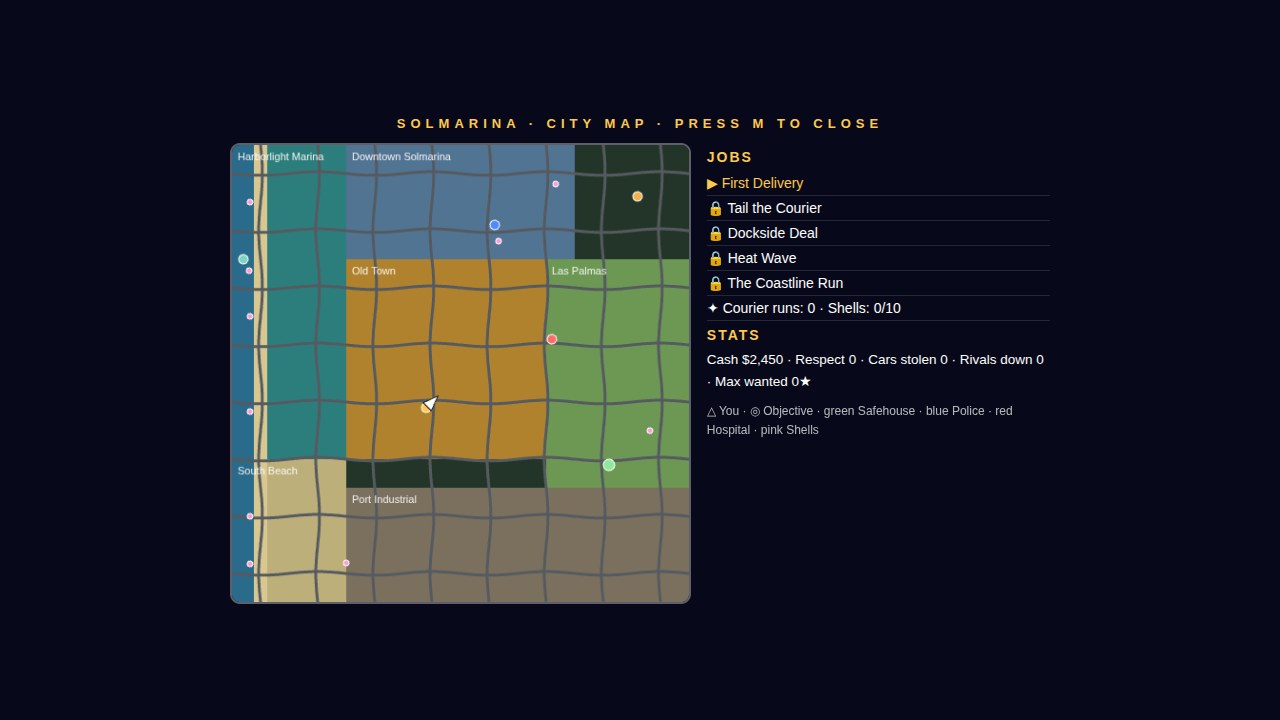 SOLMARINA · CITY MAP · PRESS M TO CLOSE
Harborlight Marina
Downtown Solmarina
Old Town
Las Palmas
South Beach
Port Industrial
JOBS
▶ First Delivery
🔒 Tail the Courier
🔒 Dockside Deal
🔒 Heat Wave
🔒 The Coastline Run
✦ Courier runs: 0 · Shells: 0/10
STATS
Cash $2,450 · Respect 0 · Cars stolen 0 · Rivals down 0
· Max wanted 0★
△ You · ◎ Objective · green Safehouse · blue Police · red
Hospital · pink Shells